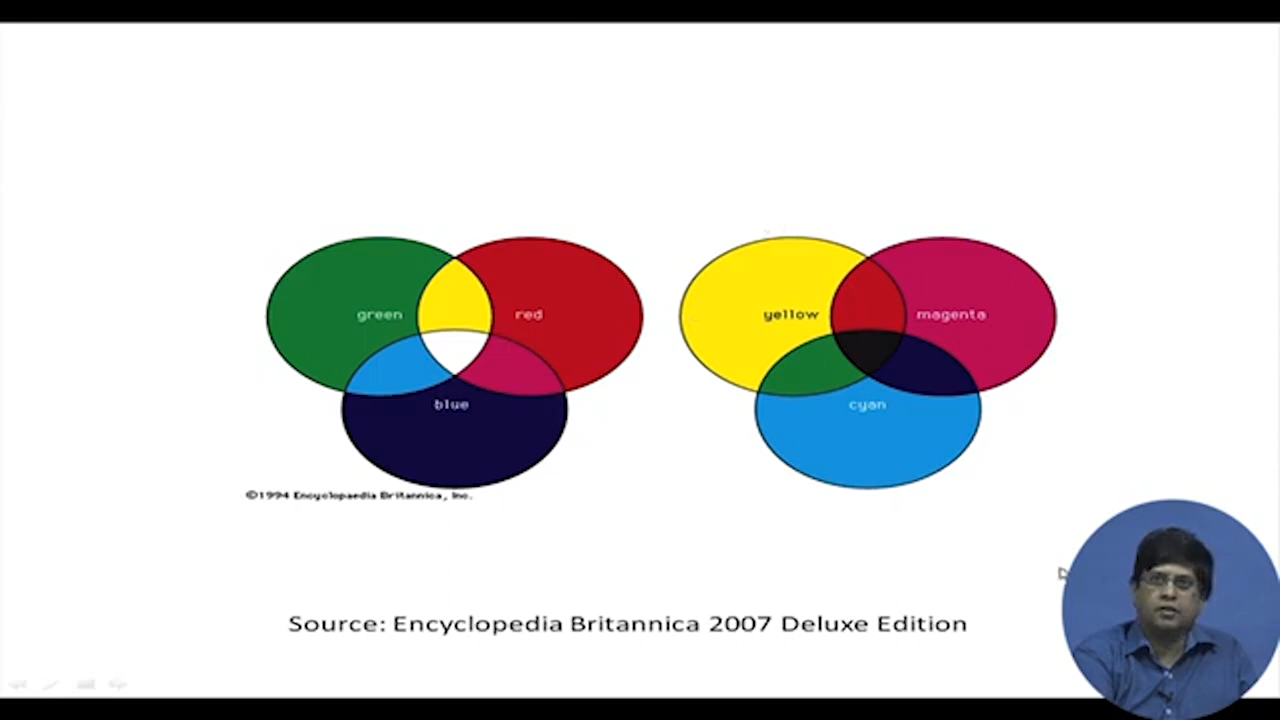 green red
blue
yellow magenta
cyan
©1994 Encyclopaedia Britannica, Inc.
Source: Encyclopedia Britannica 2007 Deluxe Edition